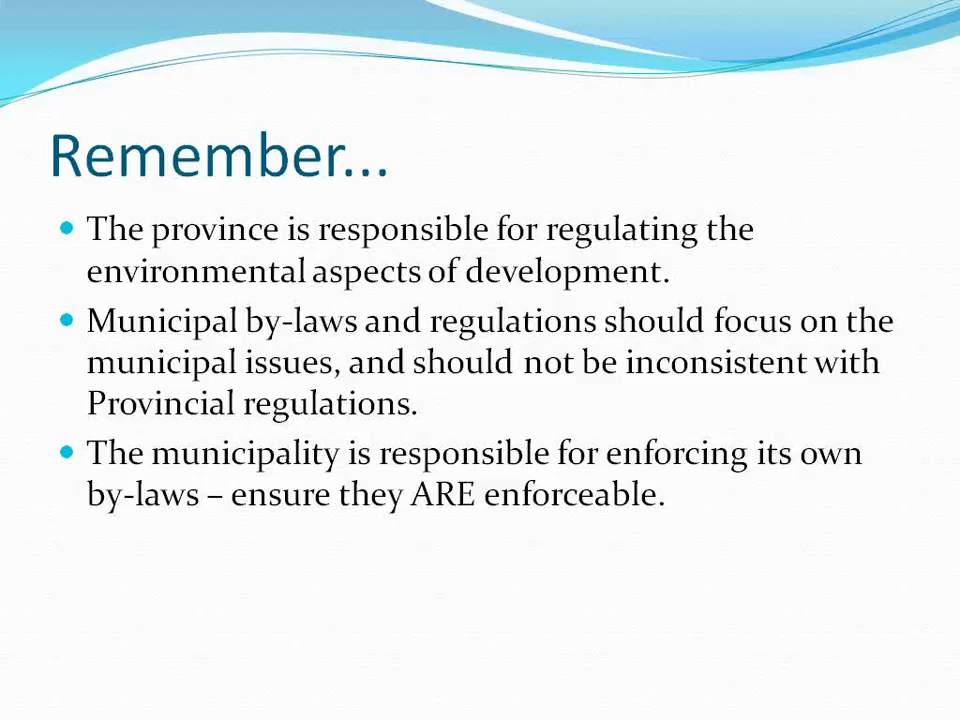 Remember...
• The province is responsible for regulating the
environmental aspects of development.
• Municipal by-laws and regulations should focus on the
municipal issues, and should not be inconsistent with
Provincial regulations.
• The municipality is responsible for enforcing its own
by-laws – ensure they ARE enforceable.